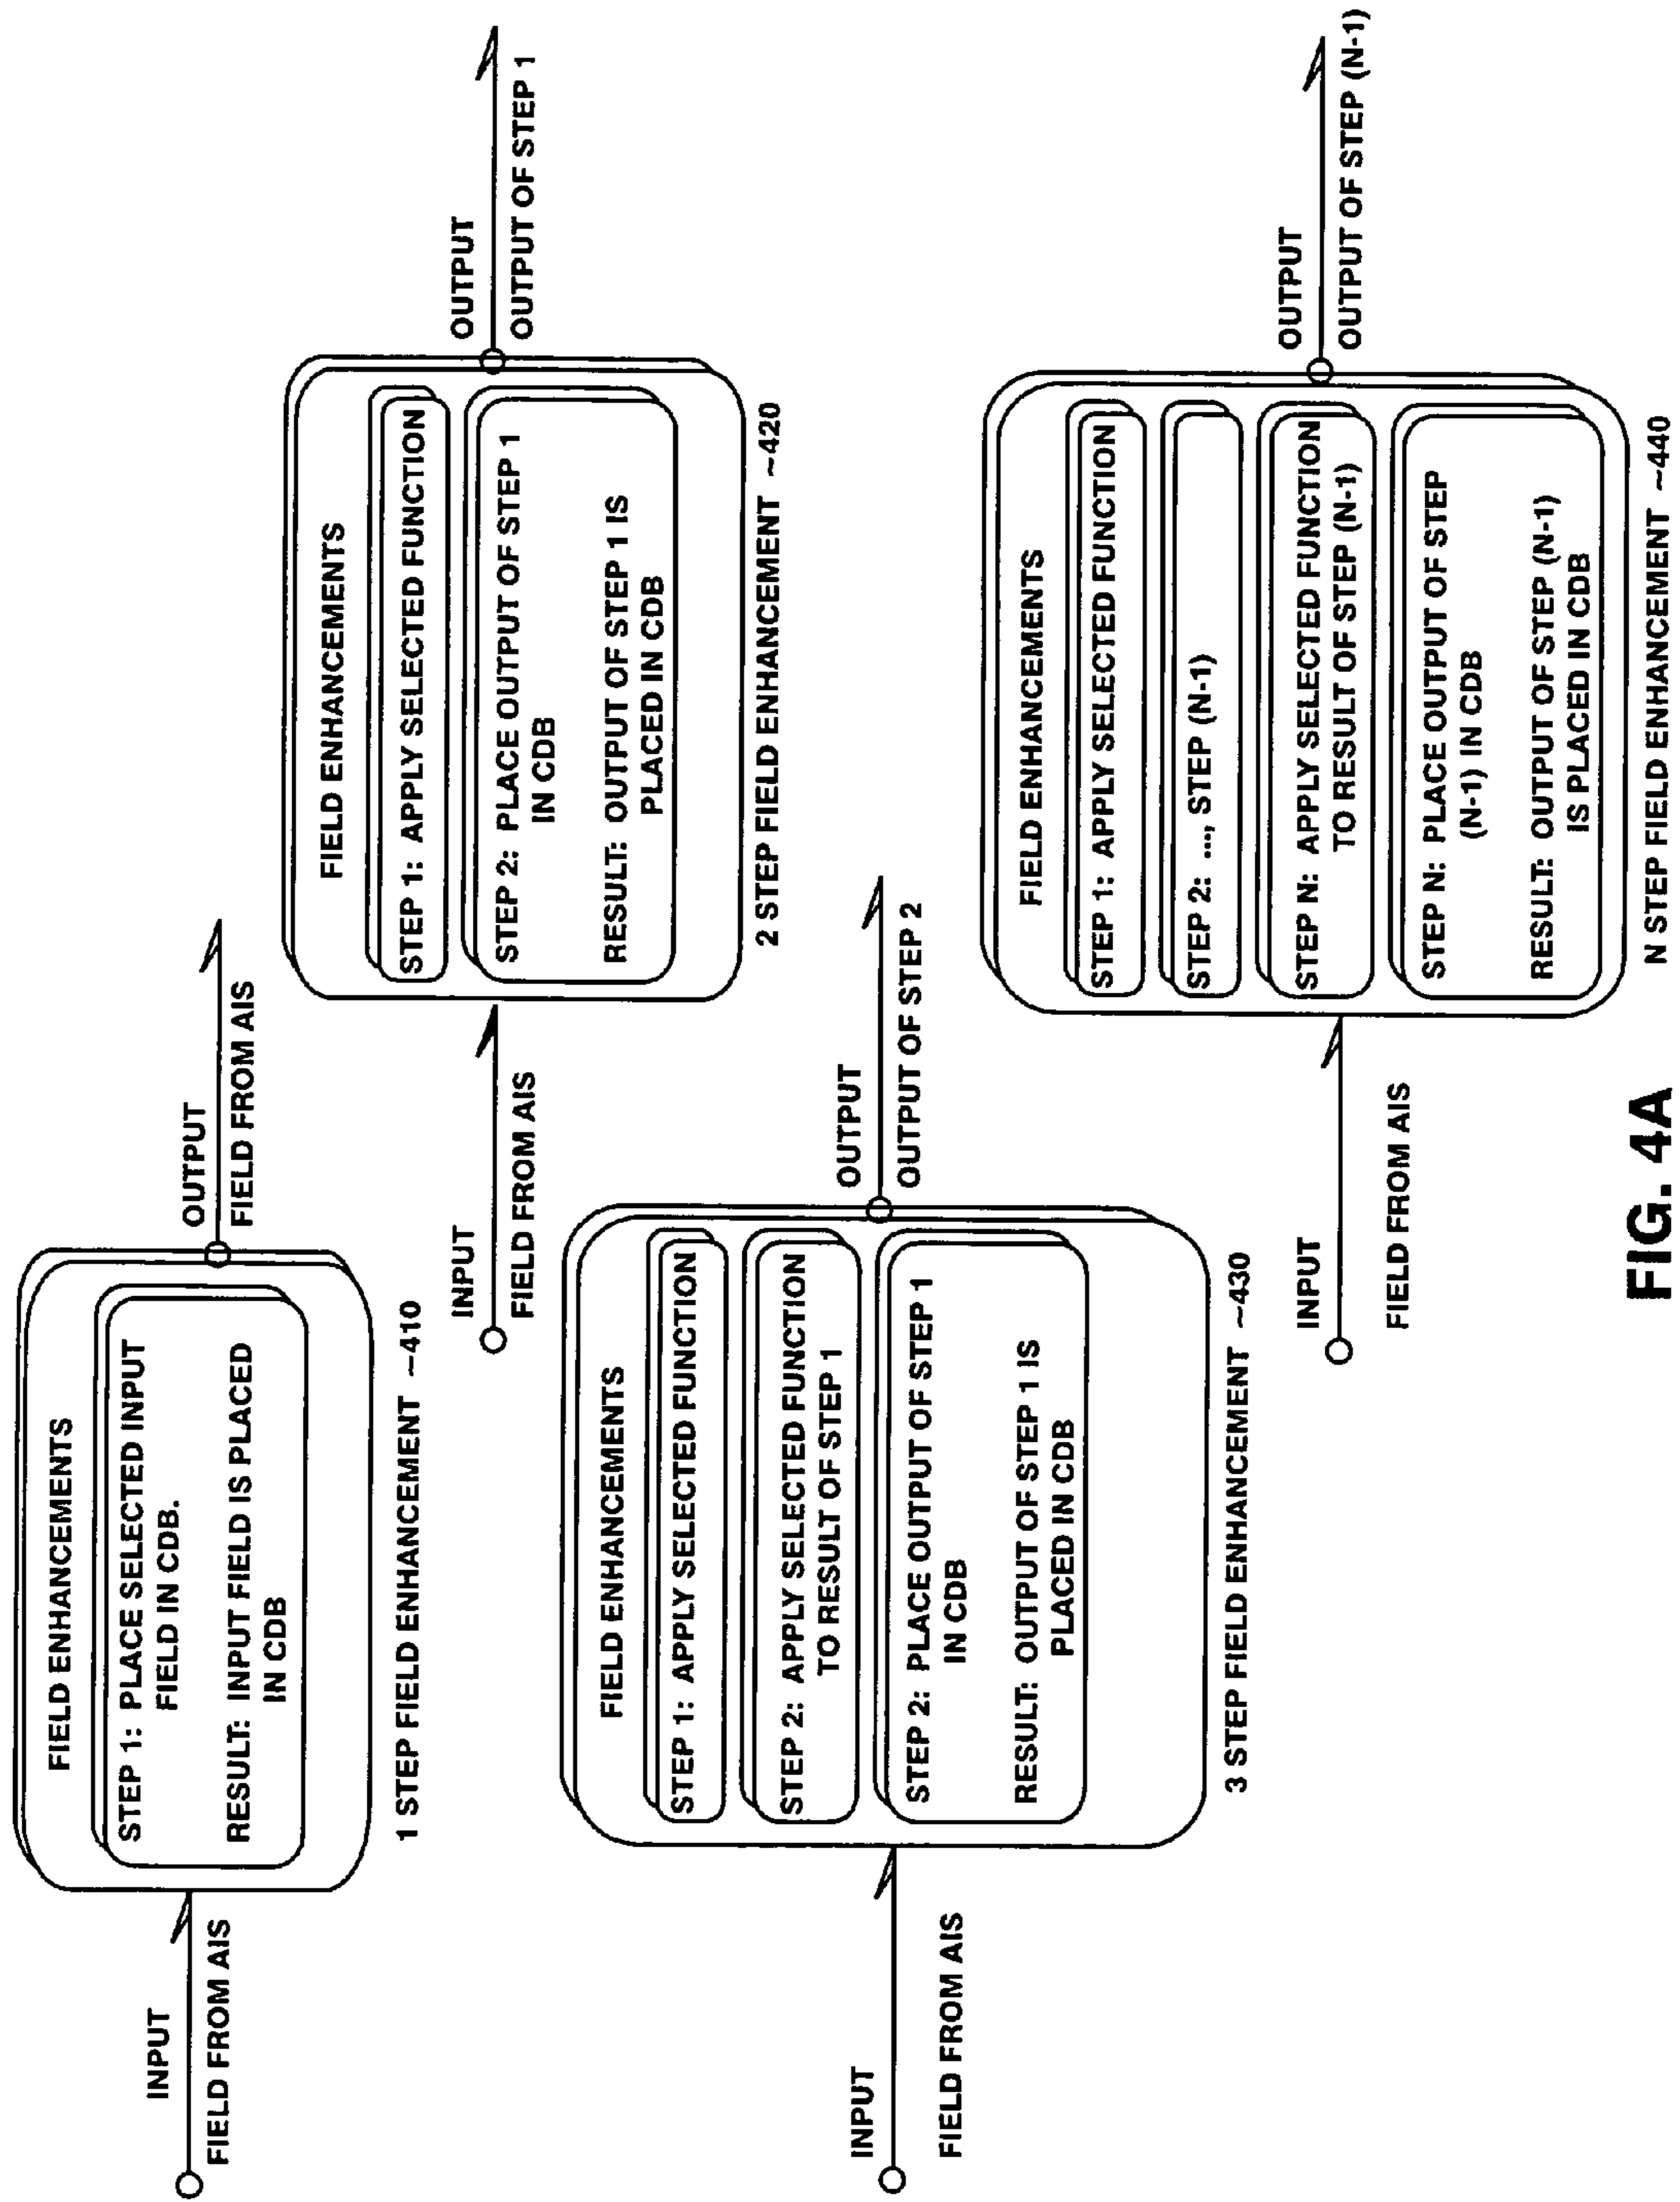 INPUT
FIELD FROM AIS
FIELD ENHANCEMENTS
STEP 1: PLACE SELECTED INPUT
FIELD IN CDB.
RESULT: INPUT FIELD IS PLACED
IN CDB
OUTPUT
FIELD FROM AIS
1 STEP FIELD ENHANCEMENT ~410
INPUT
FIELD FROM AIS
FIELD ENHANCEMENTS
STEP 1: APPLY SELECTED FUNCTION
STEP 2: PLACE OUTPUT OF STEP 1
IN CDB
RESULT: OUTPUT OF STEP 1 IS
PLACED IN CDB
OUTPUT
OUTPUT OF STEP 1
2 STEP FIELD ENHANCEMENT ~420
INPUT
FIELD FROM AIS
FIELD ENHANCEMENTS
STEP 1: APPLY SELECTED FUNCTION
STEP 2: APPLY SELECTED FUNCTION
TO RESULT OF STEP 1
STEP 2: PLACE OUTPUT OF STEP 1
IN CDB
RESULT: OUTPUT OF STEP 1 IS
PLACED IN CDB
OUTPUT
OUTPUT OF STEP 2
3 STEP FIELD ENHANCEMENT ~430
INPUT
FIELD FROM AIS
FIELD ENHANCEMENTS
STEP 1: APPLY SELECTED FUNCTION
STEP 2: ..., STEP (N-1)
STEP N: APPLY SELECTED FUNCTION
TO RESULT OF STEP (N-1)
STEP N: PLACE OUTPUT OF STEP
(N-1) IN CDB
RESULT: OUTPUT OF STEP (N-1)
IS PLACED IN CDB
OUTPUT
OUTPUT OF STEP (N-1)
N STEP FIELD ENHANCEMENT ~440
FIG. 4A